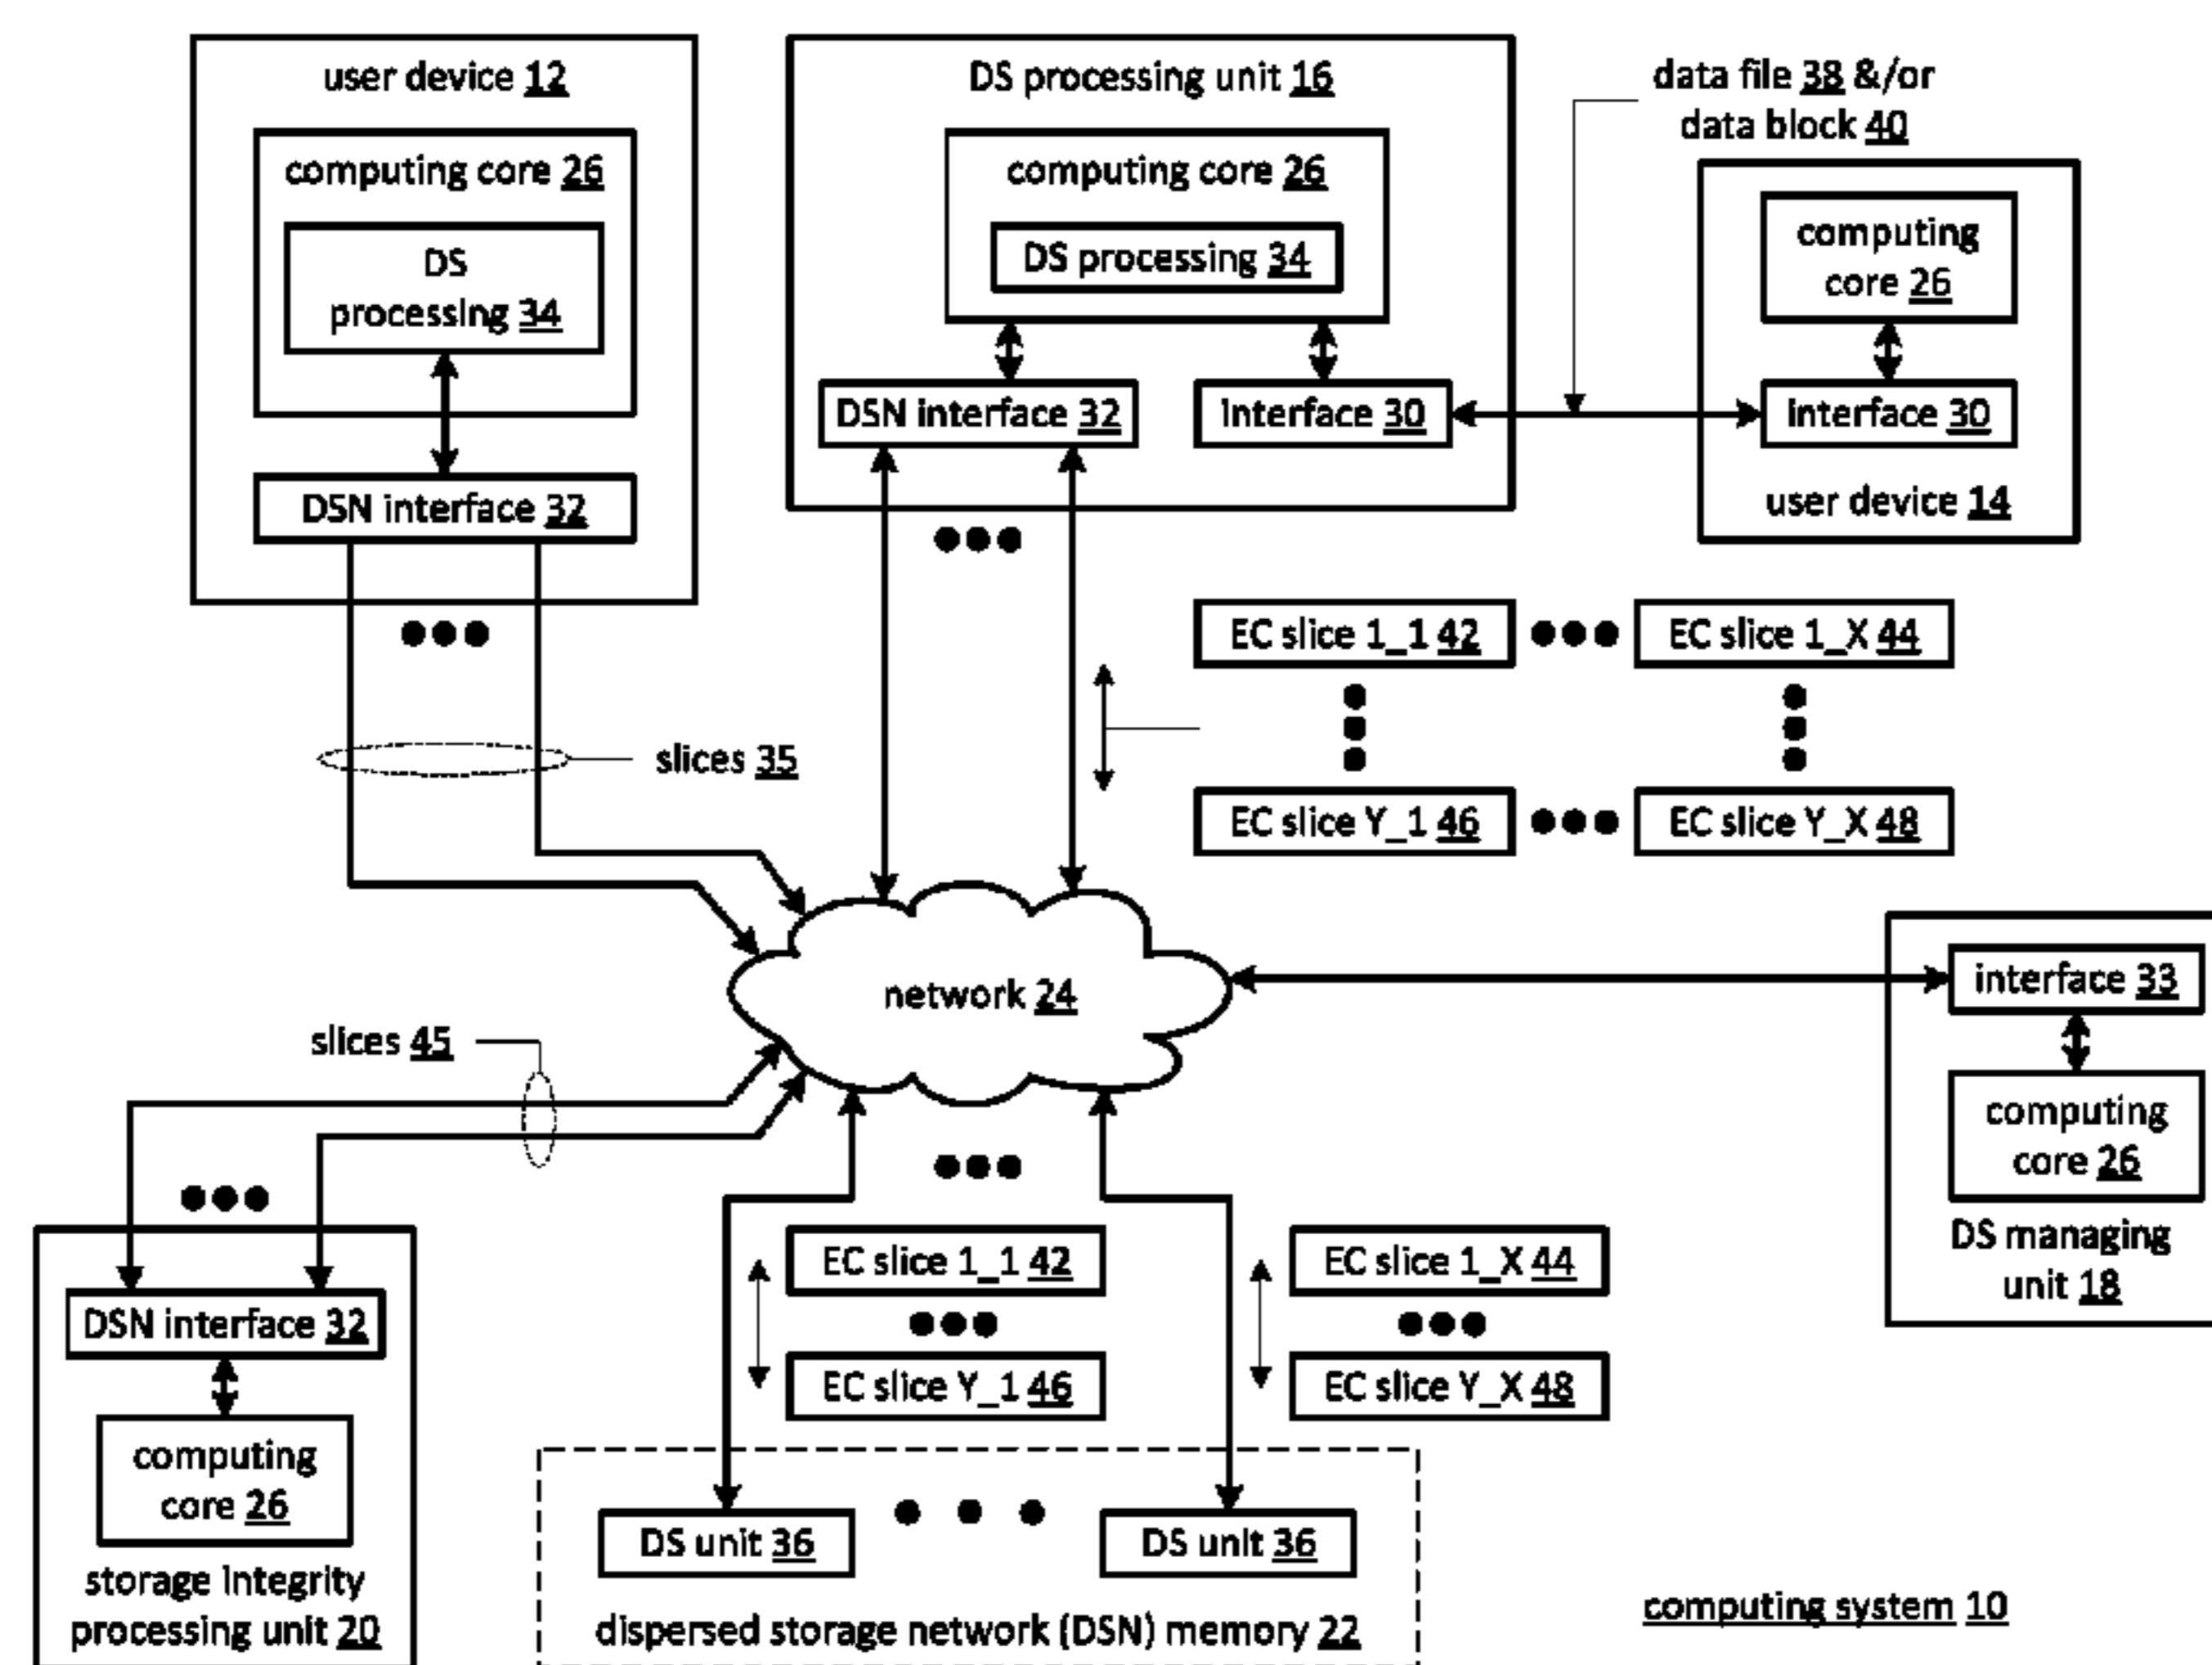 user device 12
computing core 26
DS
processing 34
DSN interface 32
DS processing unit 16
computing core 26
DS processing 34
DSN interface 32
interface 30
data file 38 &/or
data block 40
computing
core 26
interface 30
user device 14
slices 35
EC slice 1_1 42
EC slice 1_X 44
EC slice Y_1 46
EC slice Y_X 48
network 24
interface 33
computing
core 26
DS managing
unit 18
slices 45
DSN interface 32
computing
core 26
storage integrity
processing unit 20
EC slice 1_1 42
EC slice Y_1 46
EC slice 1_X 44
EC slice Y_X 48
DS unit 36
DS unit 36
dispersed storage network (DSN) memory 22
computing system 10